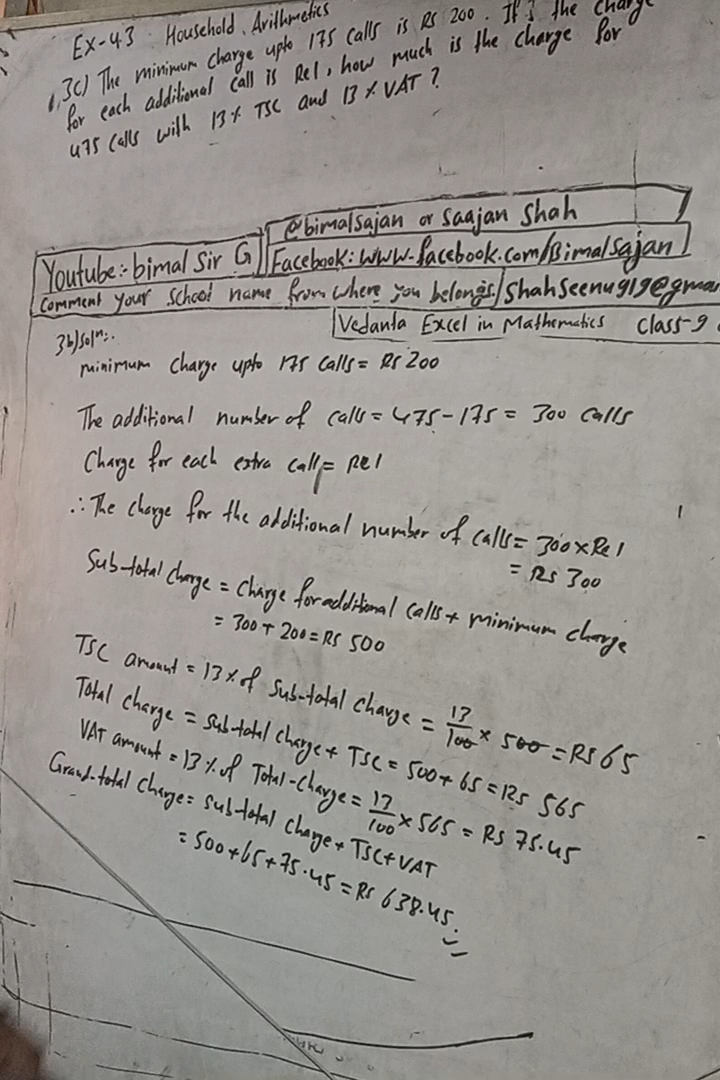 Ex-4.3 Household Arithmetics
3c) The minimum charge upto 175 calls is RS 200. If the charge
for each additional call is Re1, how much is the charge for
475 calls with 13% TSC and 13% VAT?
@bimalsajan or Saajan Shah
Youtube:- bimal Sir G
Facebook: www.facebook.com/Bimalsajan
Comment your school name from where you belongs/shahseenu919@gmai
Vedanta Excel in Mathematics Class-9
3b) soln:-
minimum charge upto 175 calls = RS 200
The additional number of calls = 475-175 = 300 calls
Charge for each extra call = Re1
∴ The charge for the additional number of calls = 300×Re1
= RS 300
Sub-total charge = Charge for additional calls + minimum charge
= 300 + 200 = RS 500
TSC amount = 13% of sub-total charge = 13/100 × 500 = RS 65
Total charge = sub-total charge + TSC = 500 + 65 = RS 565
VAT amount = 13% of Total-charge = 13/100 × 565 = RS 75.45
Grand-total charge = sub-total charge + TSC + VAT
= 500+65+75.45 = RS 638.45.